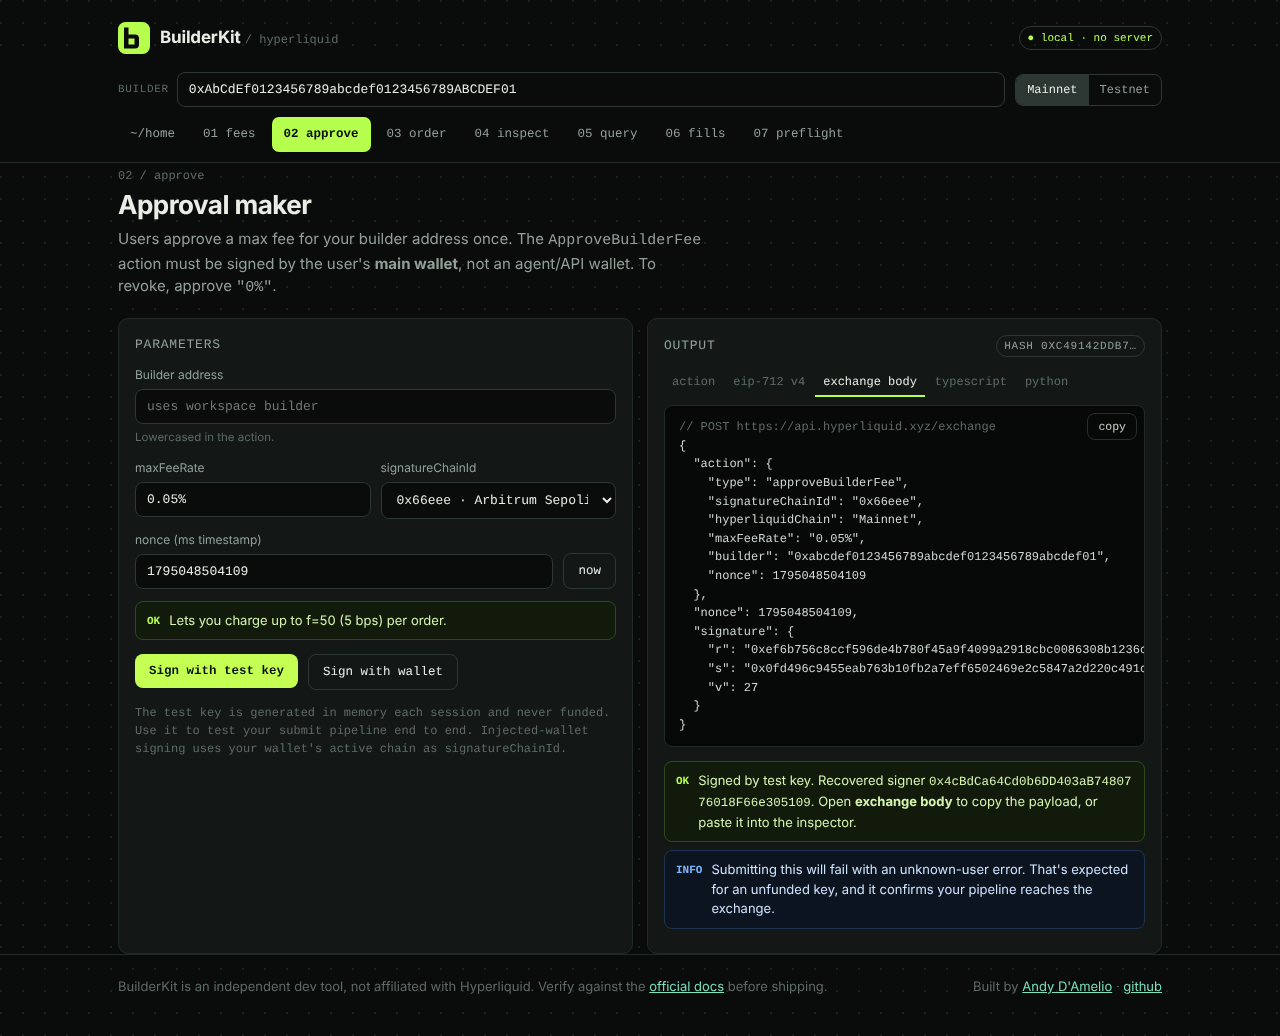 BuilderKit / hyperliquid
● local · no server
BUILDER 0xAbCdEf0123456789abcdef0123456789ABCDEF01 Mainnet Testnet
~/home 01 fees 02 approve 03 order 04 inspect 05 query 06 fills 07 preflight
02 / approve
Approval maker
Users approve a max fee for your builder address once. The ApproveBuilderFee
action must be signed by the user's main wallet, not an agent/API wallet. To
revoke, approve "0%".
PARAMETERS
Builder address
uses workspace builder
Lowercased in the action.
maxFeeRate signatureChainId
0.05% 0x66eee · Arbitrum Sepoli
nonce (ms timestamp)
1795048504109 now
OK Lets you charge up to f=50 (5 bps) per order.
Sign with test key Sign with wallet
The test key is generated in memory each session and never funded.
Use it to test your submit pipeline end to end. Injected-wallet
signing uses your wallet's active chain as signatureChainId.
OUTPUT HASH 0XC49142DDB7…
action eip-712 v4 exchange body typescript python
// POST https://api.hyperliquid.xyz/exchange copy
{
"action": {
"type": "approveBuilderFee",
"signatureChainId": "0x66eee",
"hyperliquidChain": "Mainnet",
"maxFeeRate": "0.05%",
"builder": "0xabcdef0123456789abcdef0123456789abcdef01",
"nonce": 1795048504109
},
"nonce": 1795048504109,
"signature": {
"r": "0xef6b756c8ccf596de4b780f45a9f4099a2918cbc0086308b1236c
"s": "0x0fd496c9455eab763b10fb2a7eff6502469e2c5847a2d220c491c
"v": 27
}
}
OK Signed by test key. Recovered signer 0x4cBdCa64Cd0b6DD403aB74807
76018F66e305109. Open exchange body to copy the payload, or
paste it into the inspector.
INFO Submitting this will fail with an unknown-user error. That's expected
for an unfunded key, and it confirms your pipeline reaches the
exchange.
BuilderKit is an independent dev tool, not affiliated with Hyperliquid. Verify against the official docs before shipping.
Built by Andy D'Amelio · github